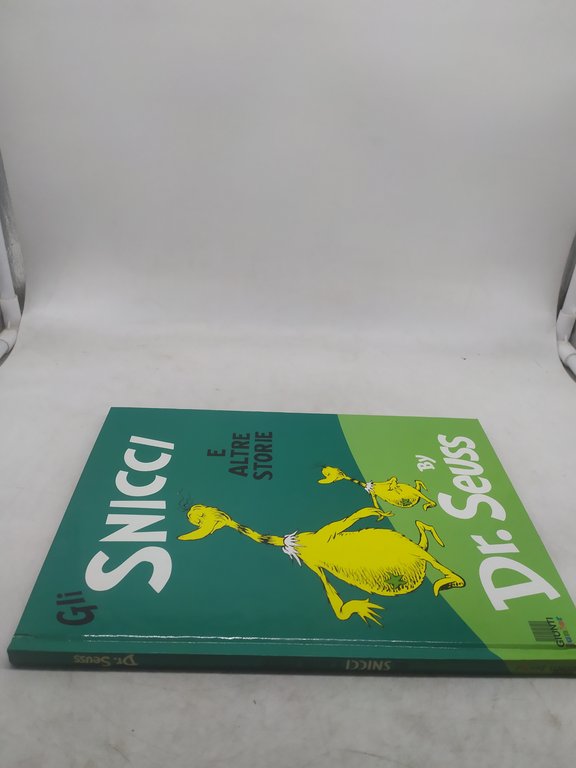 Gli
SNICCI
E
ALTRE
STORIE
By
Dr. Seuss
GIUNTI
Dr. Seuss
SNICCI